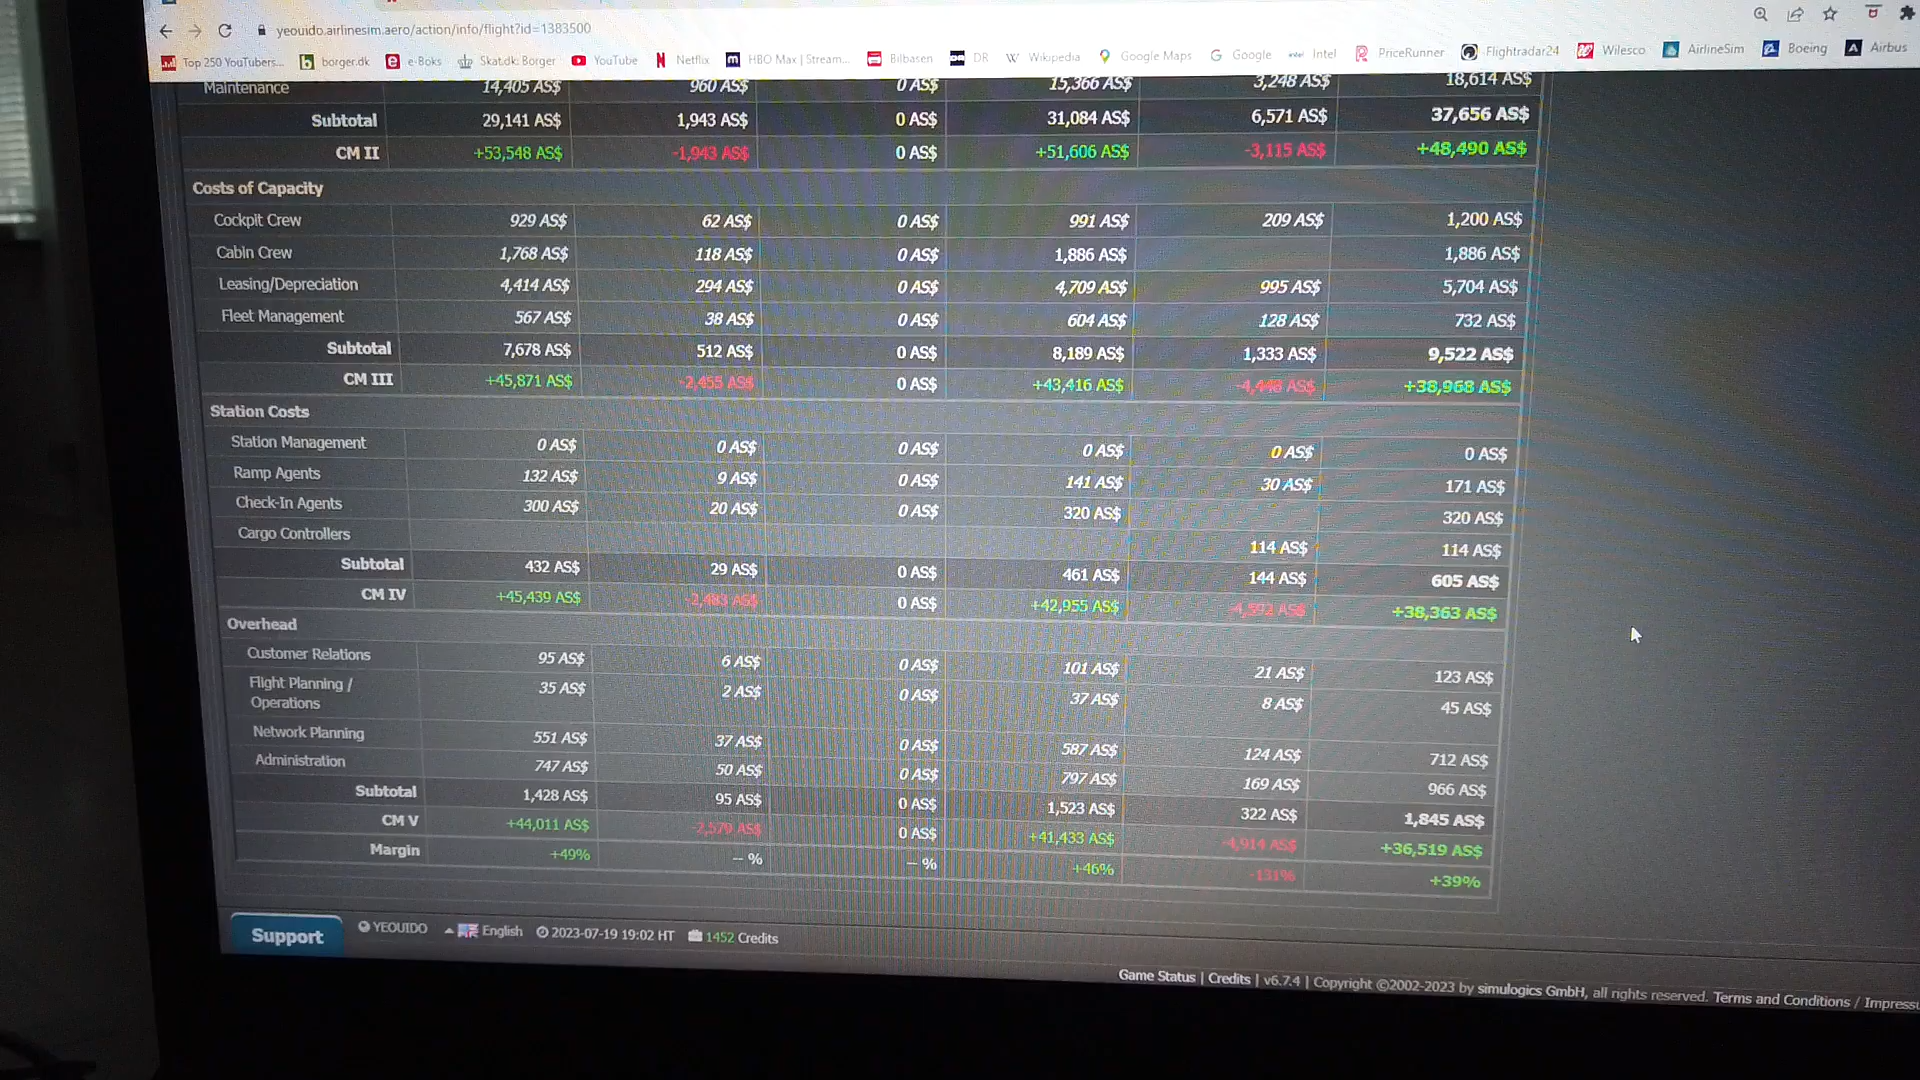 yeouido.airlinesim.aero/action/info/flight?id=1383500
Top 250 YouTubers... borger.dk e-Boks Skat.dk: Borger YouTube Netflix HBO Max | Stream... Bilbasen DR Wikipedia Google Maps Google Intel PriceRunner Flightradar24 Wilesco AirlineSim Boeing Airbus
Maintenance 14,405 AS$ 960 AS$ 0 AS$ 15,366 AS$ 3,248 AS$ 18,614 AS$
Subtotal 29,141 AS$ 1,943 AS$ 0 AS$ 31,084 AS$ 6,571 AS$ 37,656 AS$
CM II +53,548 AS$ -1,943 AS$ 0 AS$ +51,606 AS$ -3,115 AS$ +48,490 AS$
Costs of Capacity
Cockpit Crew 929 AS$ 62 AS$ 0 AS$ 991 AS$ 209 AS$ 1,200 AS$
Cabin Crew 1,768 AS$ 118 AS$ 0 AS$ 1,886 AS$ 1,886 AS$
Leasing/Depreciation 4,414 AS$ 294 AS$ 0 AS$ 4,709 AS$ 995 AS$ 5,704 AS$
Fleet Management 567 AS$ 38 AS$ 0 AS$ 604 AS$ 128 AS$ 732 AS$
Subtotal 7,678 AS$ 512 AS$ 0 AS$ 8,189 AS$ 1,333 AS$ 9,522 AS$
CM III +45,871 AS$ -2,455 AS$ 0 AS$ +43,416 AS$ -4,448 AS$ +38,968 AS$
Station Costs
Station Management 0 AS$ 0 AS$ 0 AS$ 0 AS$ 0 AS$ 0 AS$
Ramp Agents 132 AS$ 9 AS$ 0 AS$ 141 AS$ 30 AS$ 171 AS$
Check-In Agents 300 AS$ 20 AS$ 0 AS$ 320 AS$ 320 AS$
Cargo Controllers 114 AS$ 114 AS$
Subtotal 432 AS$ 29 AS$ 0 AS$ 461 AS$ 144 AS$ 605 AS$
CM IV +45,439 AS$ -2,483 AS$ 0 AS$ +42,955 AS$ -4,592 AS$ +38,363 AS$
Overhead
Customer Relations 95 AS$ 6 AS$ 0 AS$ 101 AS$ 21 AS$ 123 AS$
Flight Planning / 35 AS$ 2 AS$ 0 AS$ 37 AS$ 8 AS$ 45 AS$
Operations
Network Planning 551 AS$ 37 AS$ 0 AS$ 587 AS$ 124 AS$ 712 AS$
Administration 747 AS$ 50 AS$ 0 AS$ 797 AS$ 169 AS$ 966 AS$
Subtotal 1,428 AS$ 95 AS$ 0 AS$ 1,523 AS$ 322 AS$ 1,845 AS$
CM V +44,011 AS$ -2,579 AS$ 0 AS$ +41,433 AS$ -4,914 AS$ +36,519 AS$
Margin +49% -- % -- % +46% -131% +39%
Support YEOUIDO English 2023-07-19 19:02 HT 1452 Credits
Game Status | Credits | v6.7.4 | Copyright ©2002-2023 by simulogics GmbH, all rights reserved. Terms and Conditions / Impress